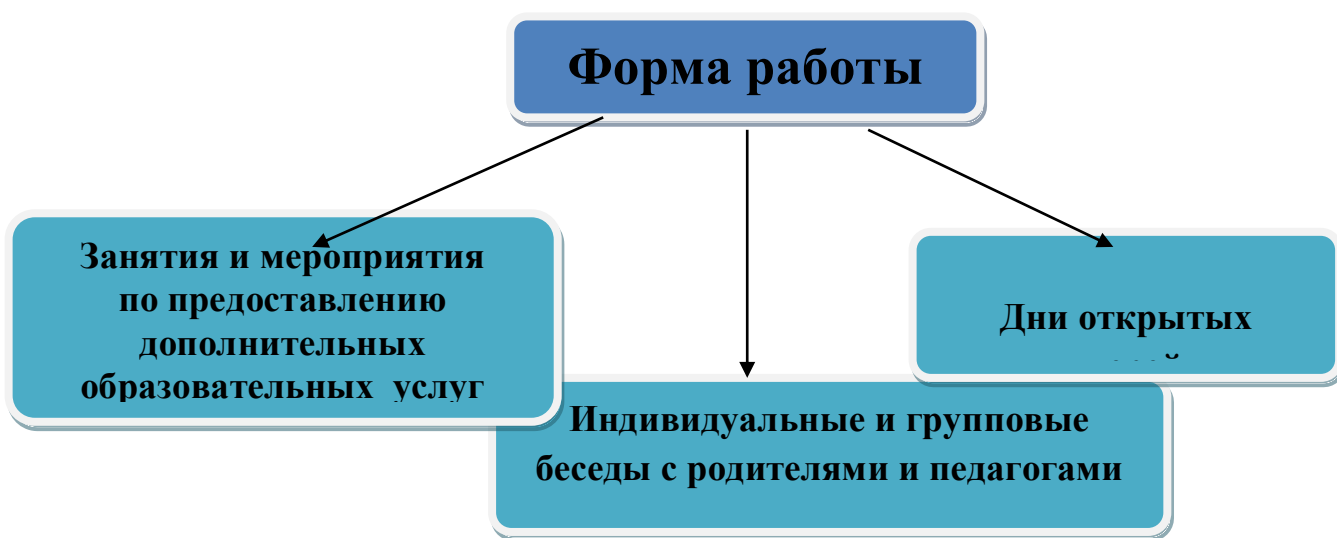 Форма работы
Занятия и мероприятия
по предоставлению
дополнительных
образовательных услуг
Дни открытых
Индивидуальные и групповые
беседы с родителями и педагогами